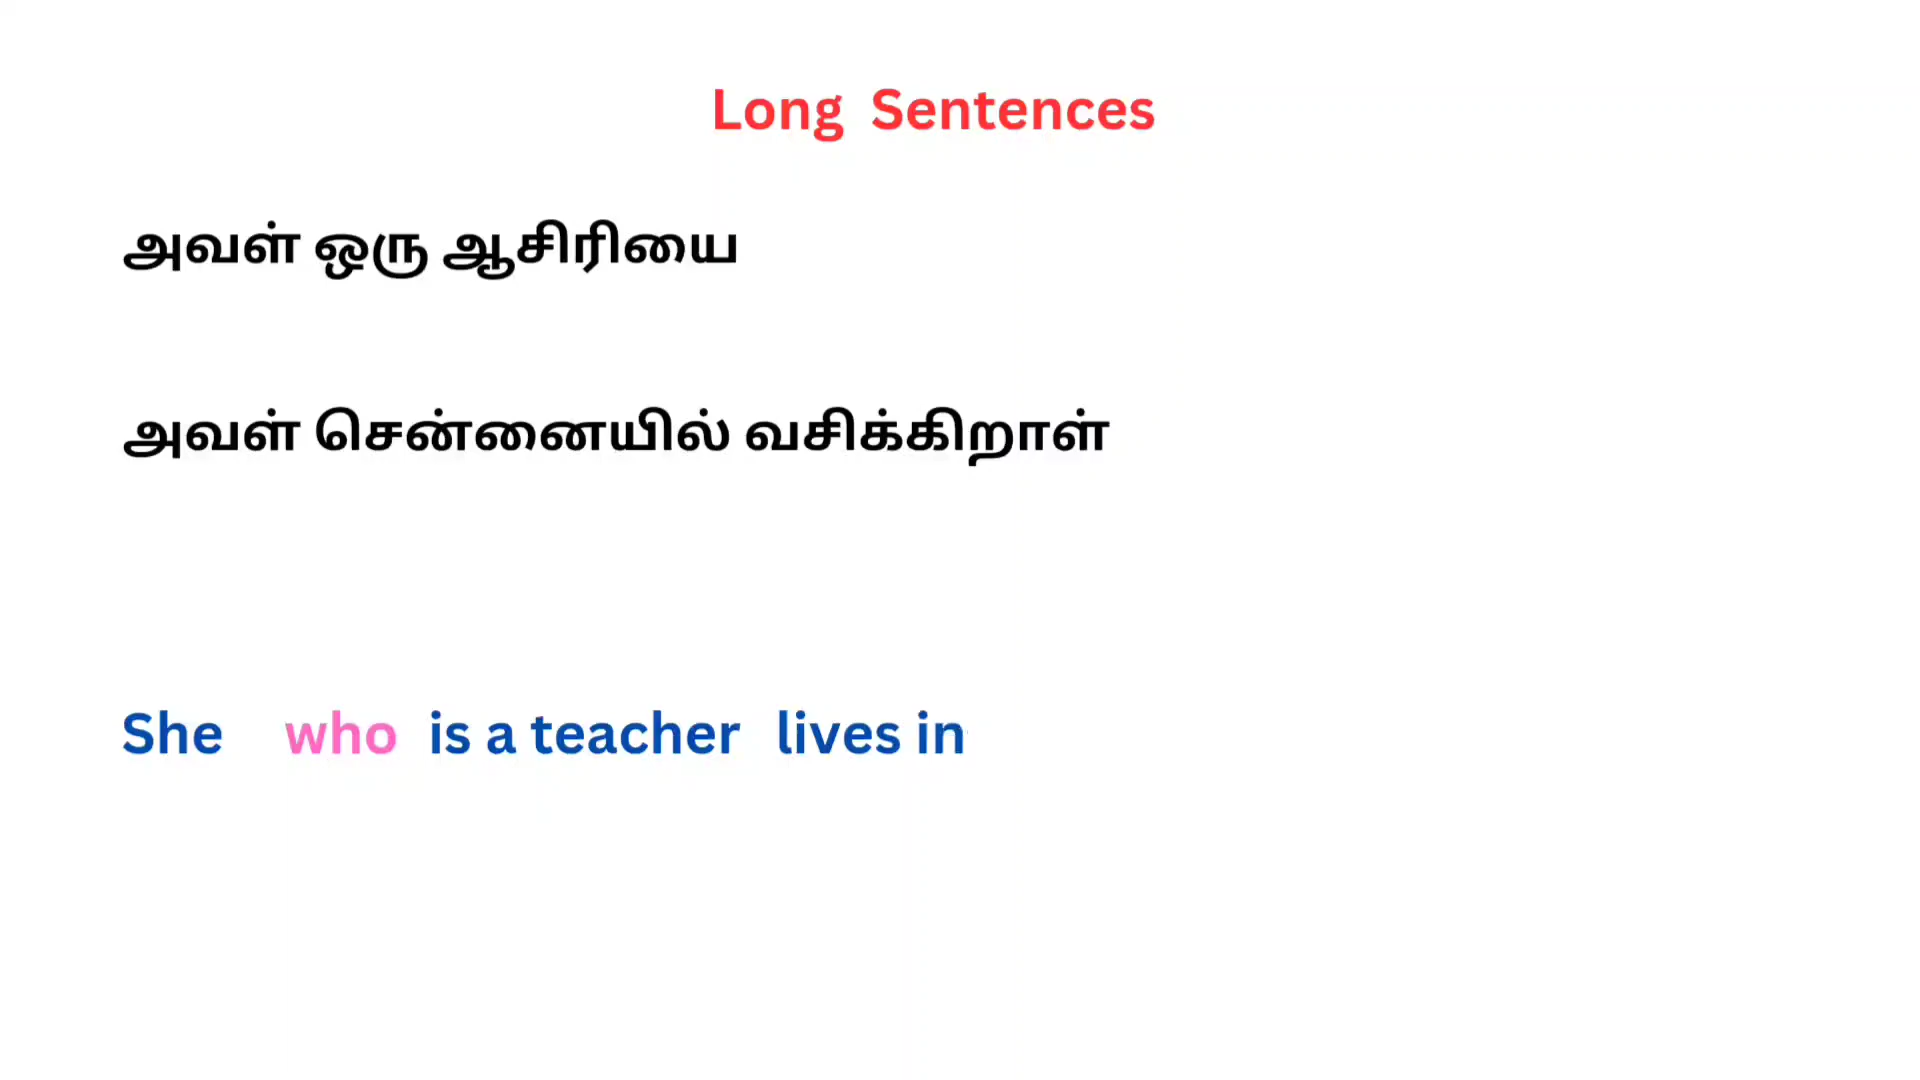 Long Sentences
அவள் ஒரு ஆசிரியை
அவள் சென்னையில் வசிக்கிறாள்
She who is a teacher lives in